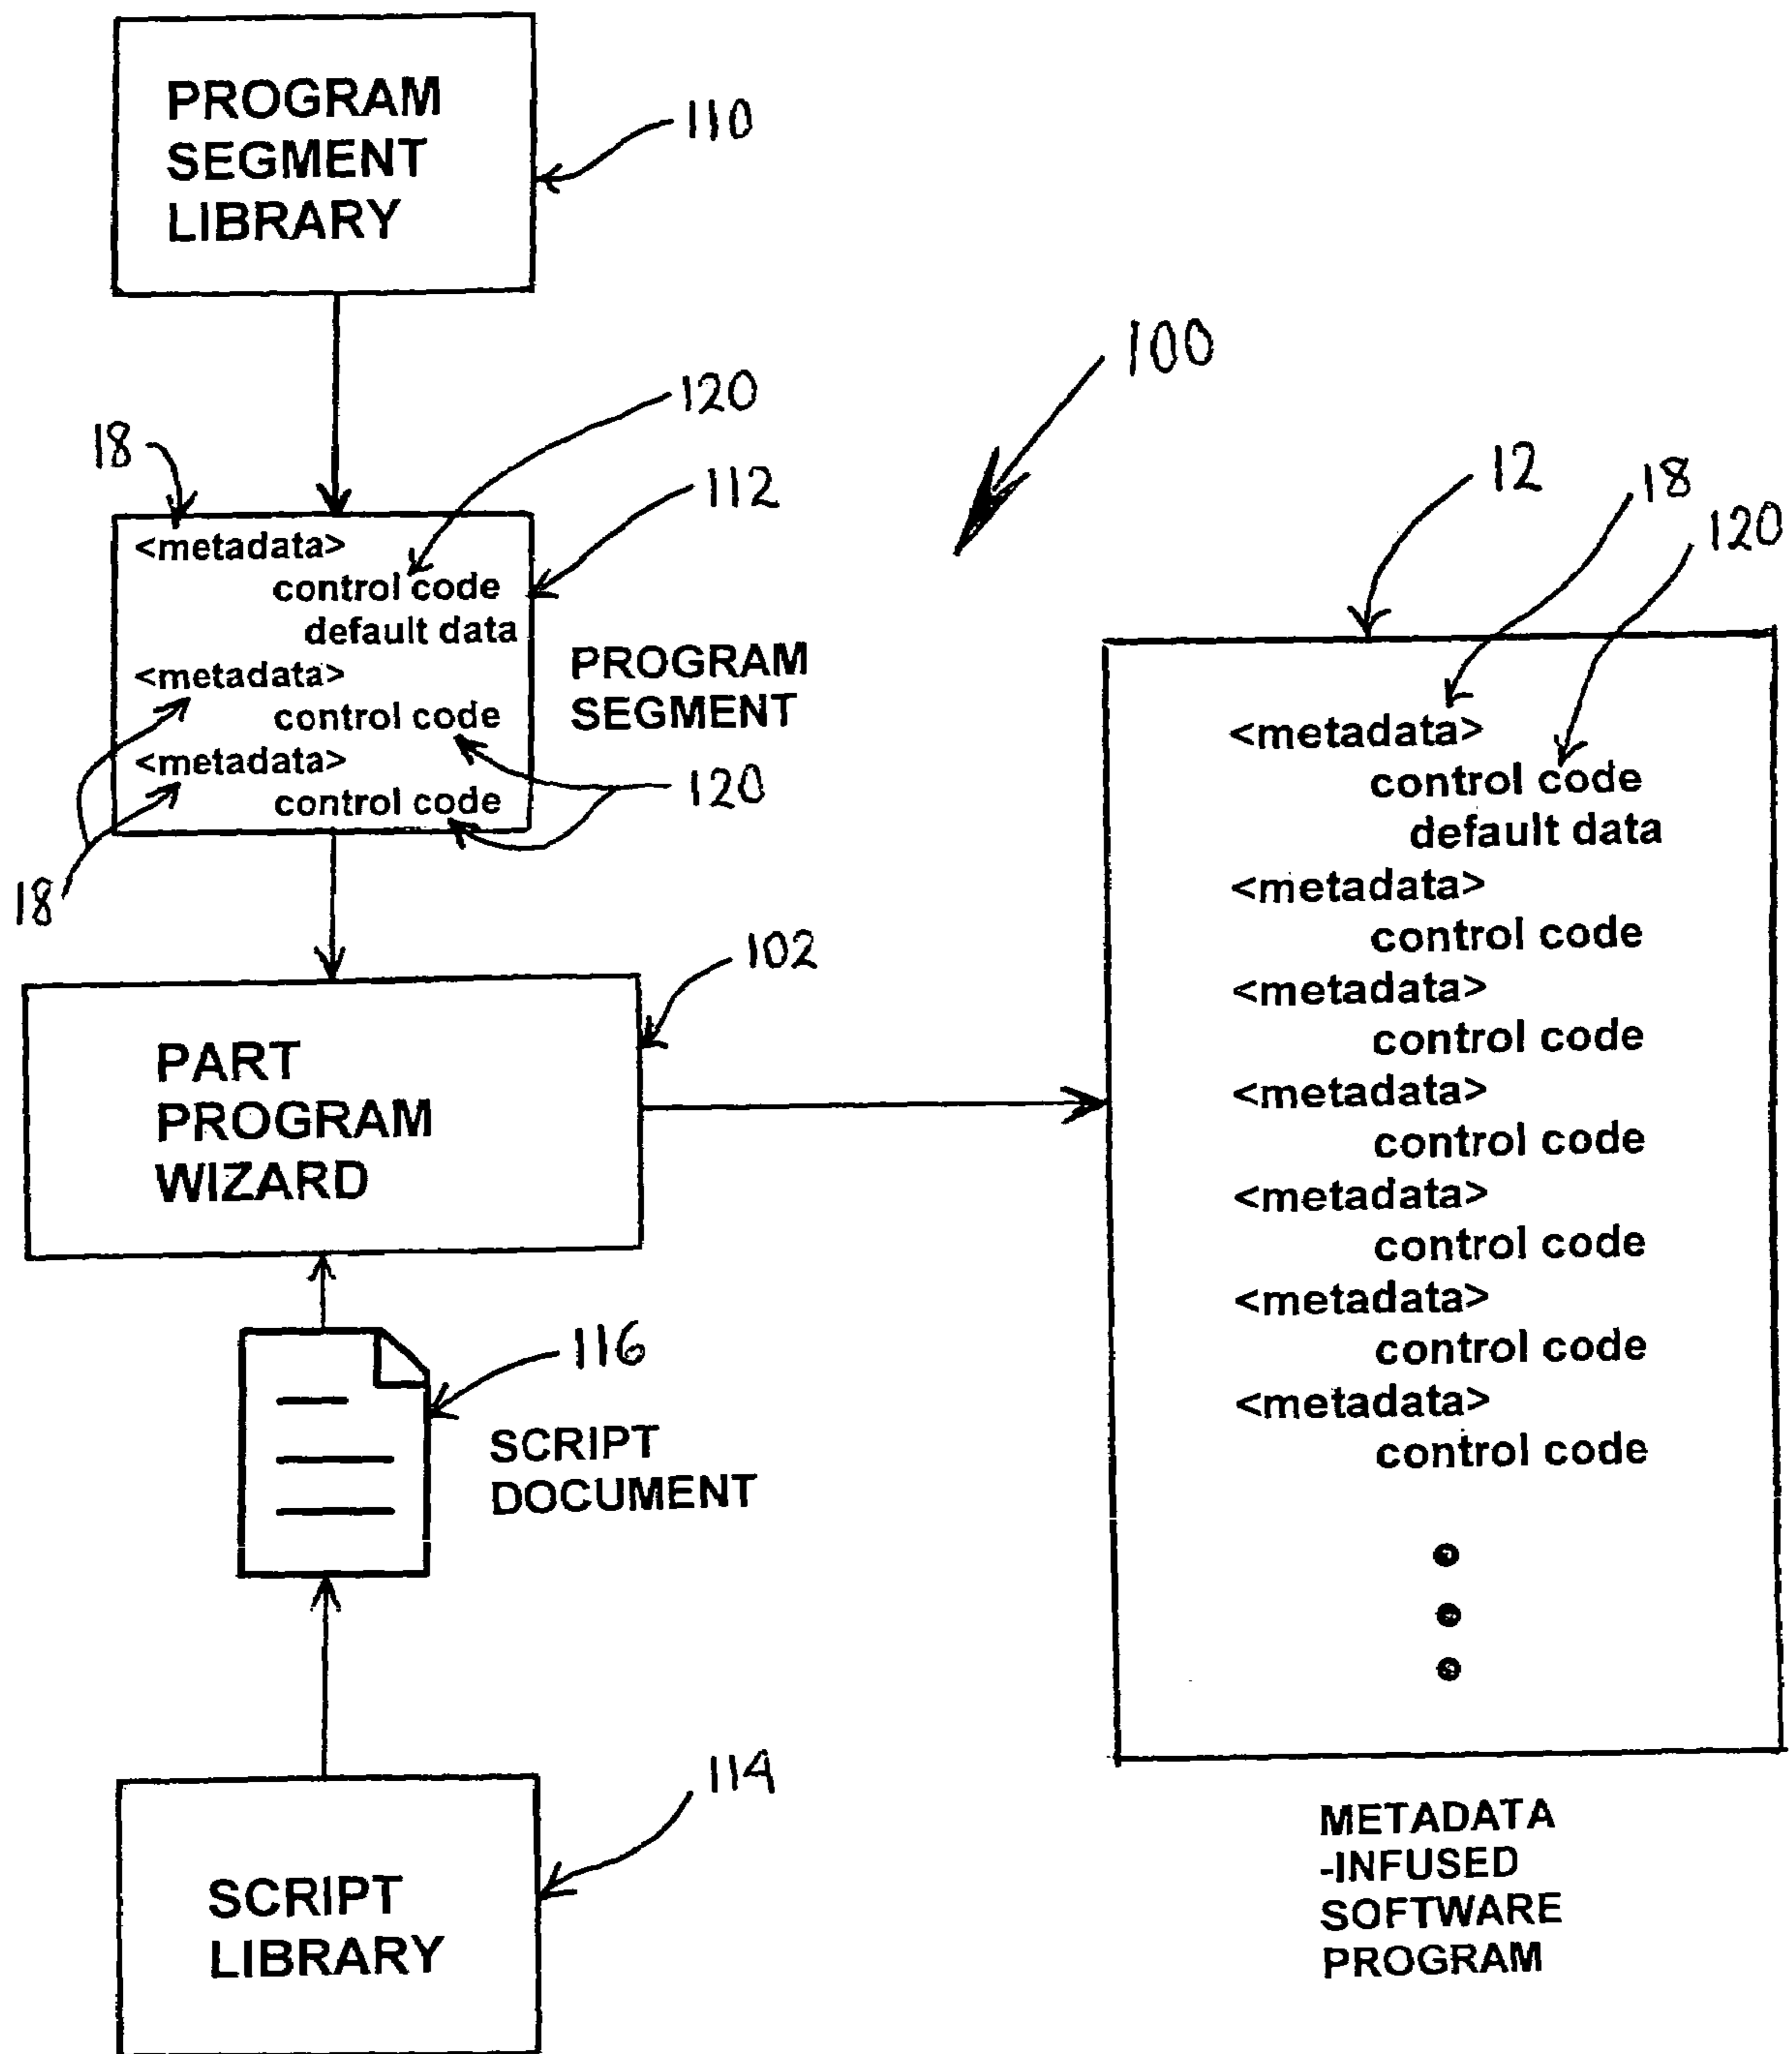 PROGRAM
SEGMENT
LIBRARY
110
100
18
120
112
<metadata>
control code
default data
<metadata>
control code
<metadata>
control code
PROGRAM
SEGMENT
120
18
12
18
120
<metadata>
control code
default data
<metadata>
control code
<metadata>
control code
<metadata>
control code
<metadata>
control code
<metadata>
control code
<metadata>
control code
102
PART
PROGRAM
WIZARD
116
SCRIPT
DOCUMENT
114
SCRIPT
LIBRARY
METADATA
-INFUSED
SOFTWARE
PROGRAM